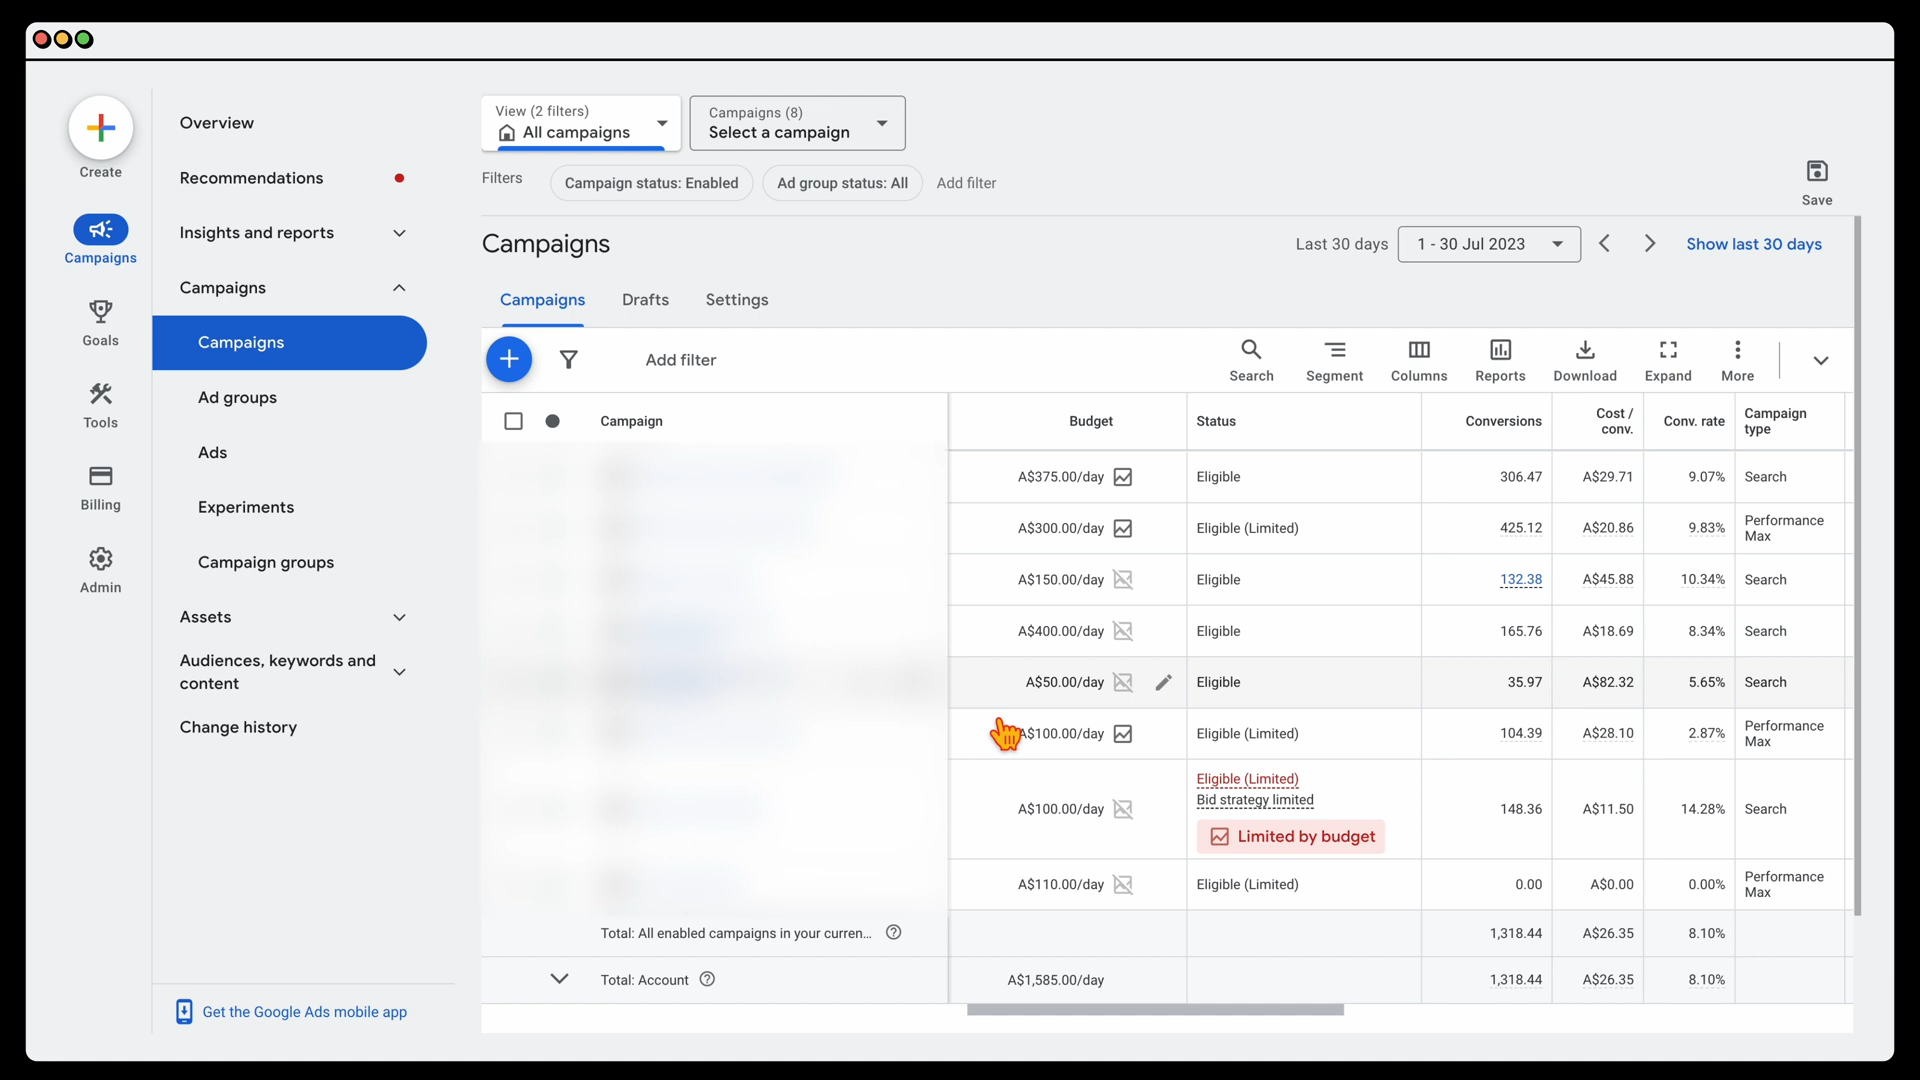 Create
Campaigns
Goals
Tools
Billing
Admin
Overview
Recommendations
Insights and reports
Campaigns
Campaigns
Ad groups
Ads
Experiments
Campaign groups
Assets
Audiences, keywords and
content
Change history
Get the Google Ads mobile app
View (2 filters)
All campaigns
Campaigns (8)
Select a campaign
Filters
Campaign status: Enabled
Ad group status: All
Add filter
Save
Campaigns
Last 30 days
1 - 30 Jul 2023
Show last 30 days
Campaigns Drafts Settings
Add filter
Search Segment Columns Reports Download Expand More
Campaign Budget Status Conversions Cost / conv. Conv. rate Campaign type
A$375.00/day Eligible 306.47 A$29.71 9.07% Search
A$300.00/day Eligible (Limited) 425.12 A$20.86 9.83% Performance Max
A$150.00/day Eligible 132.38 A$45.88 10.34% Search
A$400.00/day Eligible 165.76 A$18.69 8.34% Search
A$50.00/day Eligible 35.97 A$82.32 5.65% Search
A$100.00/day Eligible (Limited) 104.39 A$28.10 2.87% Performance Max
Eligible (Limited)
Bid strategy limited
A$100.00/day 148.36 A$11.50 14.28% Search
Limited by budget
A$110.00/day Eligible (Limited) 0.00 A$0.00 0.00% Performance Max
Total: All enabled campaigns in your curren... 1,318.44 A$26.35 8.10%
Total: Account A$1,585.00/day 1,318.44 A$26.35 8.10%